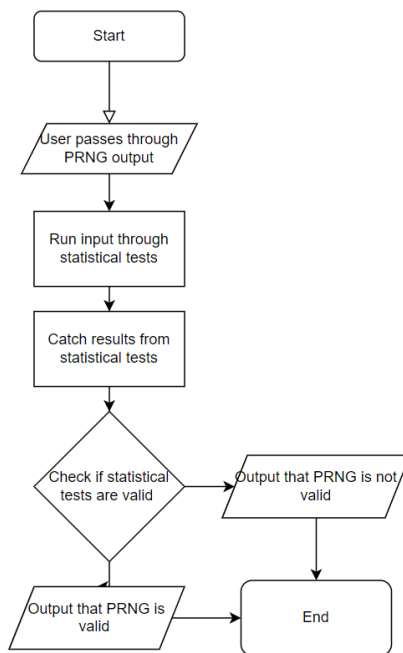 Start
User passes through
PRNG output
Run input through
statistical tests
Catch results from
statistical tests
Check if statistical
tests are valid
Output that PRNG is not
valid
Output that PRNG is
valid
End